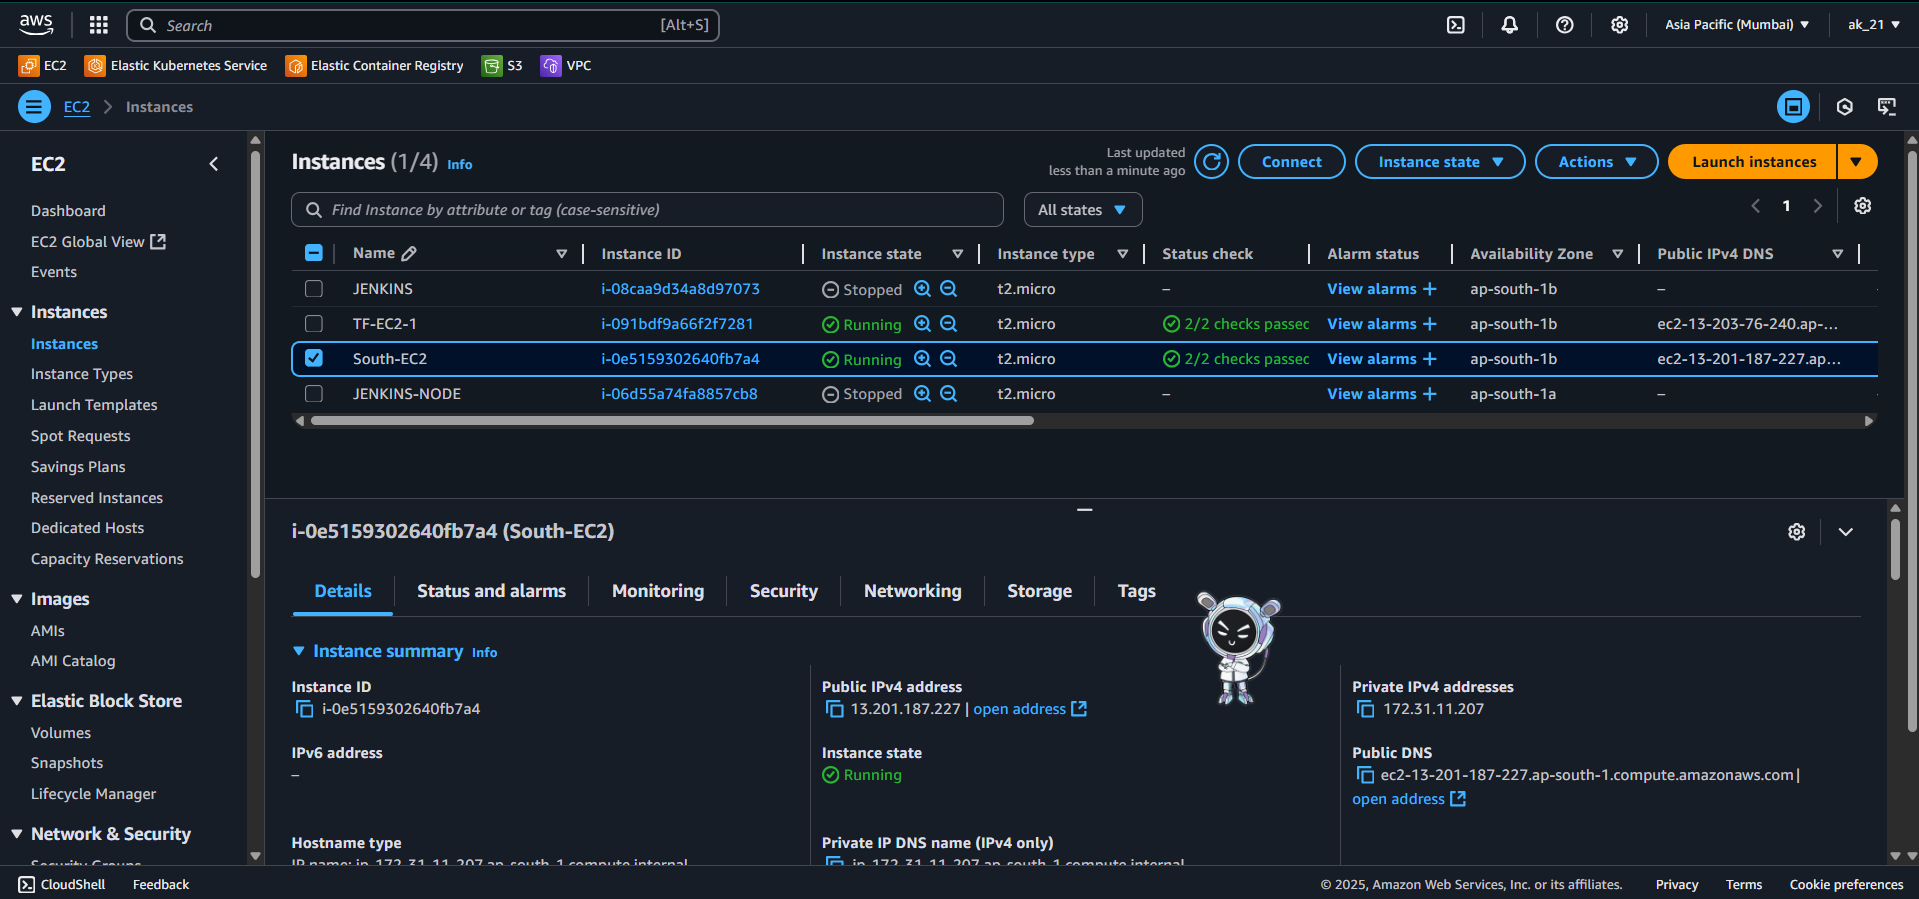 aws
Search [Alt+S]
Asia Pacific (Mumbai) ak_21
EC2 Elastic Kubernetes Service Elastic Container Registry S3 VPC
EC2 Instances
EC2
Dashboard
EC2 Global View
Events
Instances
Instances
Instance Types
Launch Templates
Spot Requests
Savings Plans
Reserved Instances
Dedicated Hosts
Capacity Reservations
Images
AMIs
AMI Catalog
Elastic Block Store
Volumes
Snapshots
Lifecycle Manager
Network & Security
Security Groups
Instances (1/4) Info
Last updated
less than a minute ago
Connect Instance state Actions Launch instances
Find Instance by attribute or tag (case-sensitive) All states 1
Name Instance ID Instance state Instance type Status check Alarm status Availability Zone Public IPv4 DNS
JENKINS i-08caa9d34a8d97073 Stopped t2.micro – View alarms + ap-south-1b –
TF-EC2-1 i-091bdf9a66f2f7281 Running t2.micro 2/2 checks passec View alarms + ap-south-1b ec2-13-203-76-240.ap-...
South-EC2 i-0e5159302640fb7a4 Running t2.micro 2/2 checks passec View alarms + ap-south-1b ec2-13-201-187-227.ap...
JENKINS-NODE i-06d55a74fa8857cb8 Stopped t2.micro – View alarms + ap-south-1a –
i-0e5159302640fb7a4 (South-EC2)
Details Status and alarms Monitoring Security Networking Storage Tags
Instance summary Info
Instance ID
i-0e5159302640fb7a4
Public IPv4 address
13.201.187.227 | open address
Private IPv4 addresses
172.31.11.207
IPv6 address
–
Instance state
Running
Public DNS
ec2-13-201-187-227.ap-south-1.compute.amazonaws.com |
open address
Hostname type
IP name: ip-172-31-11-207.ap-south-1.compute.internal
Private IP DNS name (IPv4 only)
ip-172-31-11-207.ap-south-1.compute.internal
CloudShell Feedback
© 2025, Amazon Web Services, Inc. or its affiliates. Privacy Terms Cookie preferences